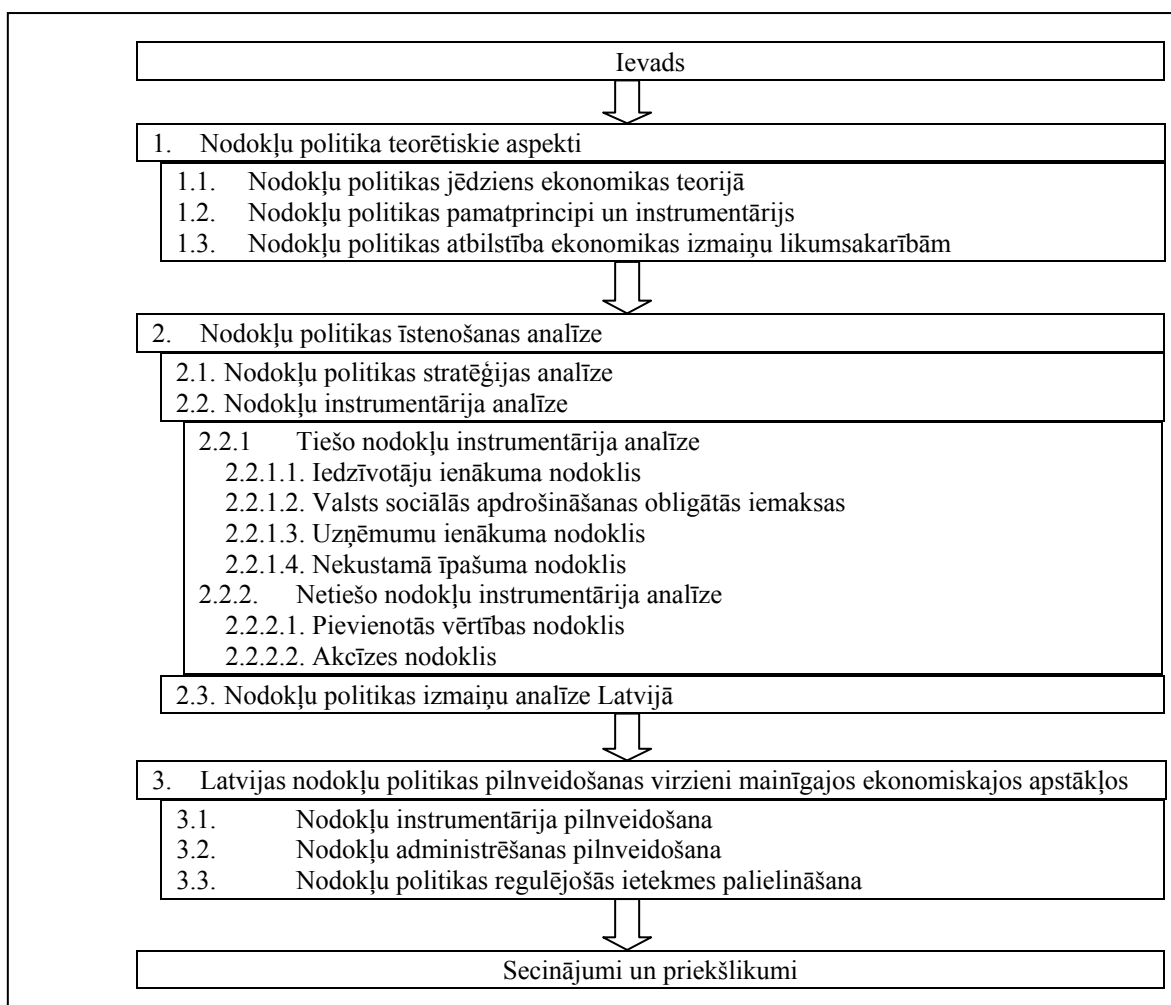 Ievads
1. Nodokļu politika teorētiskie aspekti
1.1. Nodokļu politikas jēdziens ekonomikas teorijā
1.2. Nodokļu politikas pamatprincipi un instrumentārijs
1.3. Nodokļu politikas atbilstība ekonomikas izmaiņu likumsakarībām
2. Nodokļu politikas īstenošanas analīze
2.1. Nodokļu politikas stratēģijas analīze
2.2. Nodokļu instrumentārija analīze
2.2.1 Tiešo nodokļu instrumentārija analīze
2.2.1.1. Iedzīvotāju ienākuma nodoklis
2.2.1.2. Valsts sociālās apdrošināšanas obligātās iemaksas
2.2.1.3. Uzņēmumu ienākuma nodoklis
2.2.1.4. Nekustamā īpašuma nodoklis
2.2.2. Netiešo nodokļu instrumentārija analīze
2.2.2.1. Pievienotās vērtības nodoklis
2.2.2.2. Akcīzes nodoklis
2.3. Nodokļu politikas izmaiņu analīze Latvijā
3. Latvijas nodokļu politikas pilnveidošanas virzieni mainīgajos ekonomiskajos apstākļos
3.1. Nodokļu instrumentārija pilnveidošana
3.2. Nodokļu administrēšanas pilnveidošana
3.3. Nodokļu politikas regulējošās ietekmes palielināšana
Secinājumi un priekšlikumi